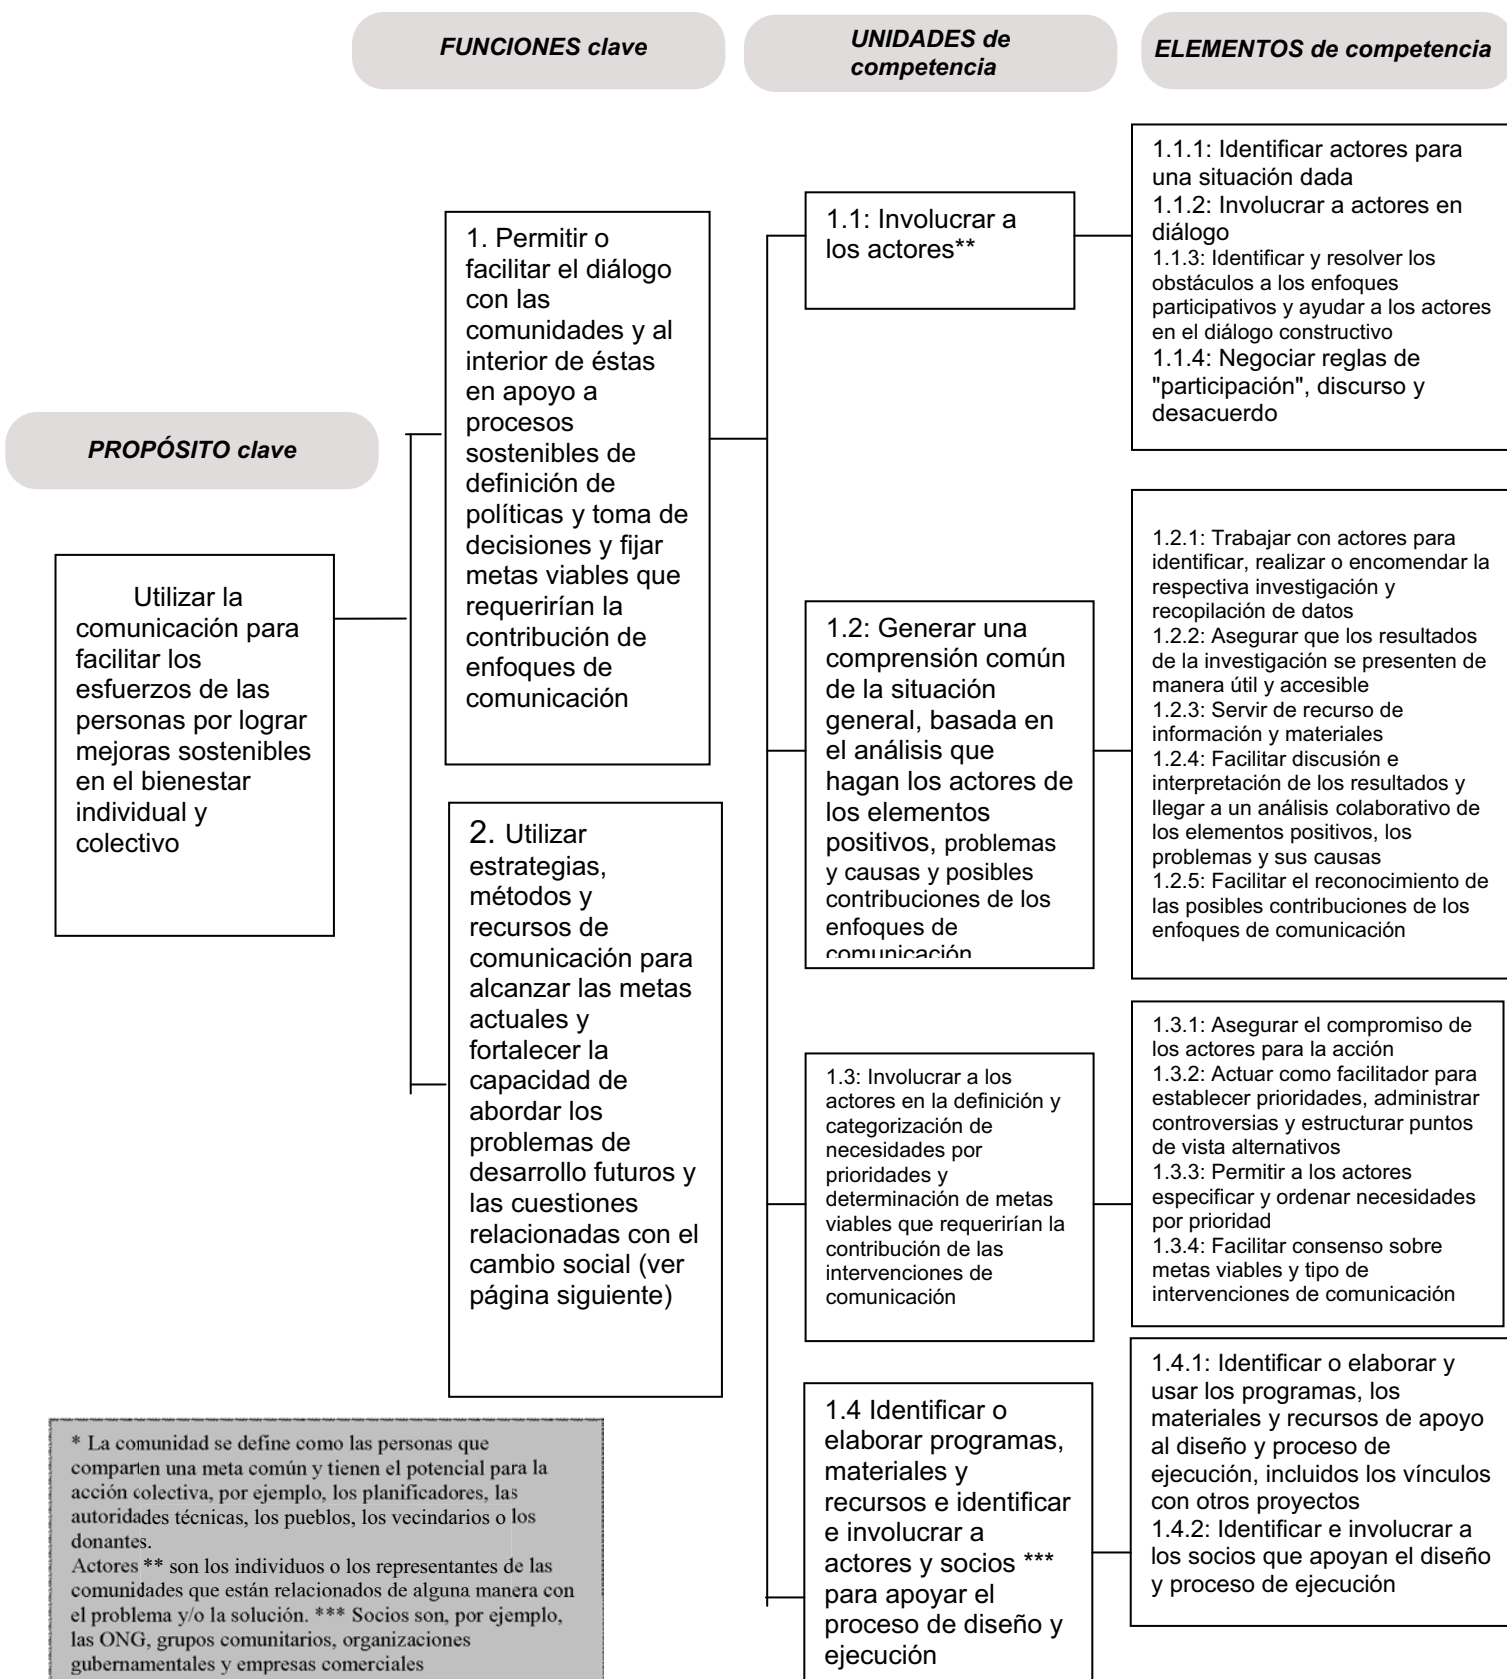 FUNCIONES clave
UNIDADES de
competencia
ELEMENTOS de competencia
PROPÓSITO clave
Utilizar la
comunicación para
facilitar los
esfuerzos de las
personas por lograr
mejoras sostenibles
en el bienestar
individual y
colectivo
1. Permitir o
facilitar el diálogo
con las
comunidades y al
interior de éstas
en apoyo a
procesos
sostenibles de
definición de
políticas y toma de
decisiones y fijar
metas viables que
requerirían la
contribución de
enfoques de
comunicación
2. Utilizar
estrategias,
métodos y
recursos de
comunicación para
alcanzar las metas
actuales y
fortalecer la
capacidad de
abordar los
problemas de
desarrollo futuros y
las cuestiones
relacionadas con el
cambio social (ver
página siguiente)
1.1: Involucrar a
los actores**
1.2: Generar una
comprensión común
de la situación
general, basada en
el análisis que
hagan los actores de
los elementos
positivos, problemas
y causas y posibles
contribuciones de los
enfoques de
comunicación
1.3: Involucrar a los
actores en la definición y
categorización de
necesidades por
prioridades y
determinación de metas
viables que requerirían la
contribución de las
intervenciones de
comunicación
1.4 Identificar o
elaborar programas,
materiales y
recursos e identificar
e involucrar a
actores y socios ***
para apoyar el
proceso de diseño y
ejecución
1.1.1: Identificar actores para
una situación dada
1.1.2: Involucrar a actores en
diálogo
1.1.3: Identificar y resolver los
obstáculos a los enfoques
participativos y ayudar a los actores
en el diálogo constructivo
1.1.4: Negociar reglas de
"participación", discurso y
desacuerdo
1.2.1: Trabajar con actores para
identificar, realizar o encomendar la
respectiva investigación y
recopilación de datos
1.2.2: Asegurar que los resultados
de la investigación se presenten de
manera útil y accesible
1.2.3: Servir de recurso de
información y materiales
1.2.4: Facilitar discusión e
interpretación de los resultados y
llegar a un análisis colaborativo de
los elementos positivos, los
problemas y sus causas
1.2.5: Facilitar el reconocimiento de
las posibles contribuciones de los
enfoques de comunicación
1.3.1: Asegurar el compromiso de
los actores para la acción
1.3.2: Actuar como facilitador para
establecer prioridades, administrar
controversias y estructurar puntos
de vista alternativos
1.3.3: Permitir a los actores
especificar y ordenar necesidades
por prioridad
1.3.4: Facilitar consenso sobre
metas viables y tipo de
intervenciones de comunicación
1.4.1: Identificar o elaborar y
usar los programas, los
materiales y recursos de apoyo
al diseño y proceso de
ejecución, incluidos los vínculos
con otros proyectos
1.4.2: Identificar e involucrar a
los socios que apoyan el diseño
y proceso de ejecución
* La comunidad se define como las personas que
comparten una meta común y tienen el potencial para la
acción colectiva, por ejemplo, los planificadores, las
autoridades técnicas, los pueblos, los vecindarios o los
donantes.
Actores ** son los individuos o los representantes de las
comunidades que están relacionados de alguna manera con
el problema y/o la solución. *** Socios son, por ejemplo,
las ONG, grupos comunitarios, organizaciones
gubernamentales y empresas comerciales